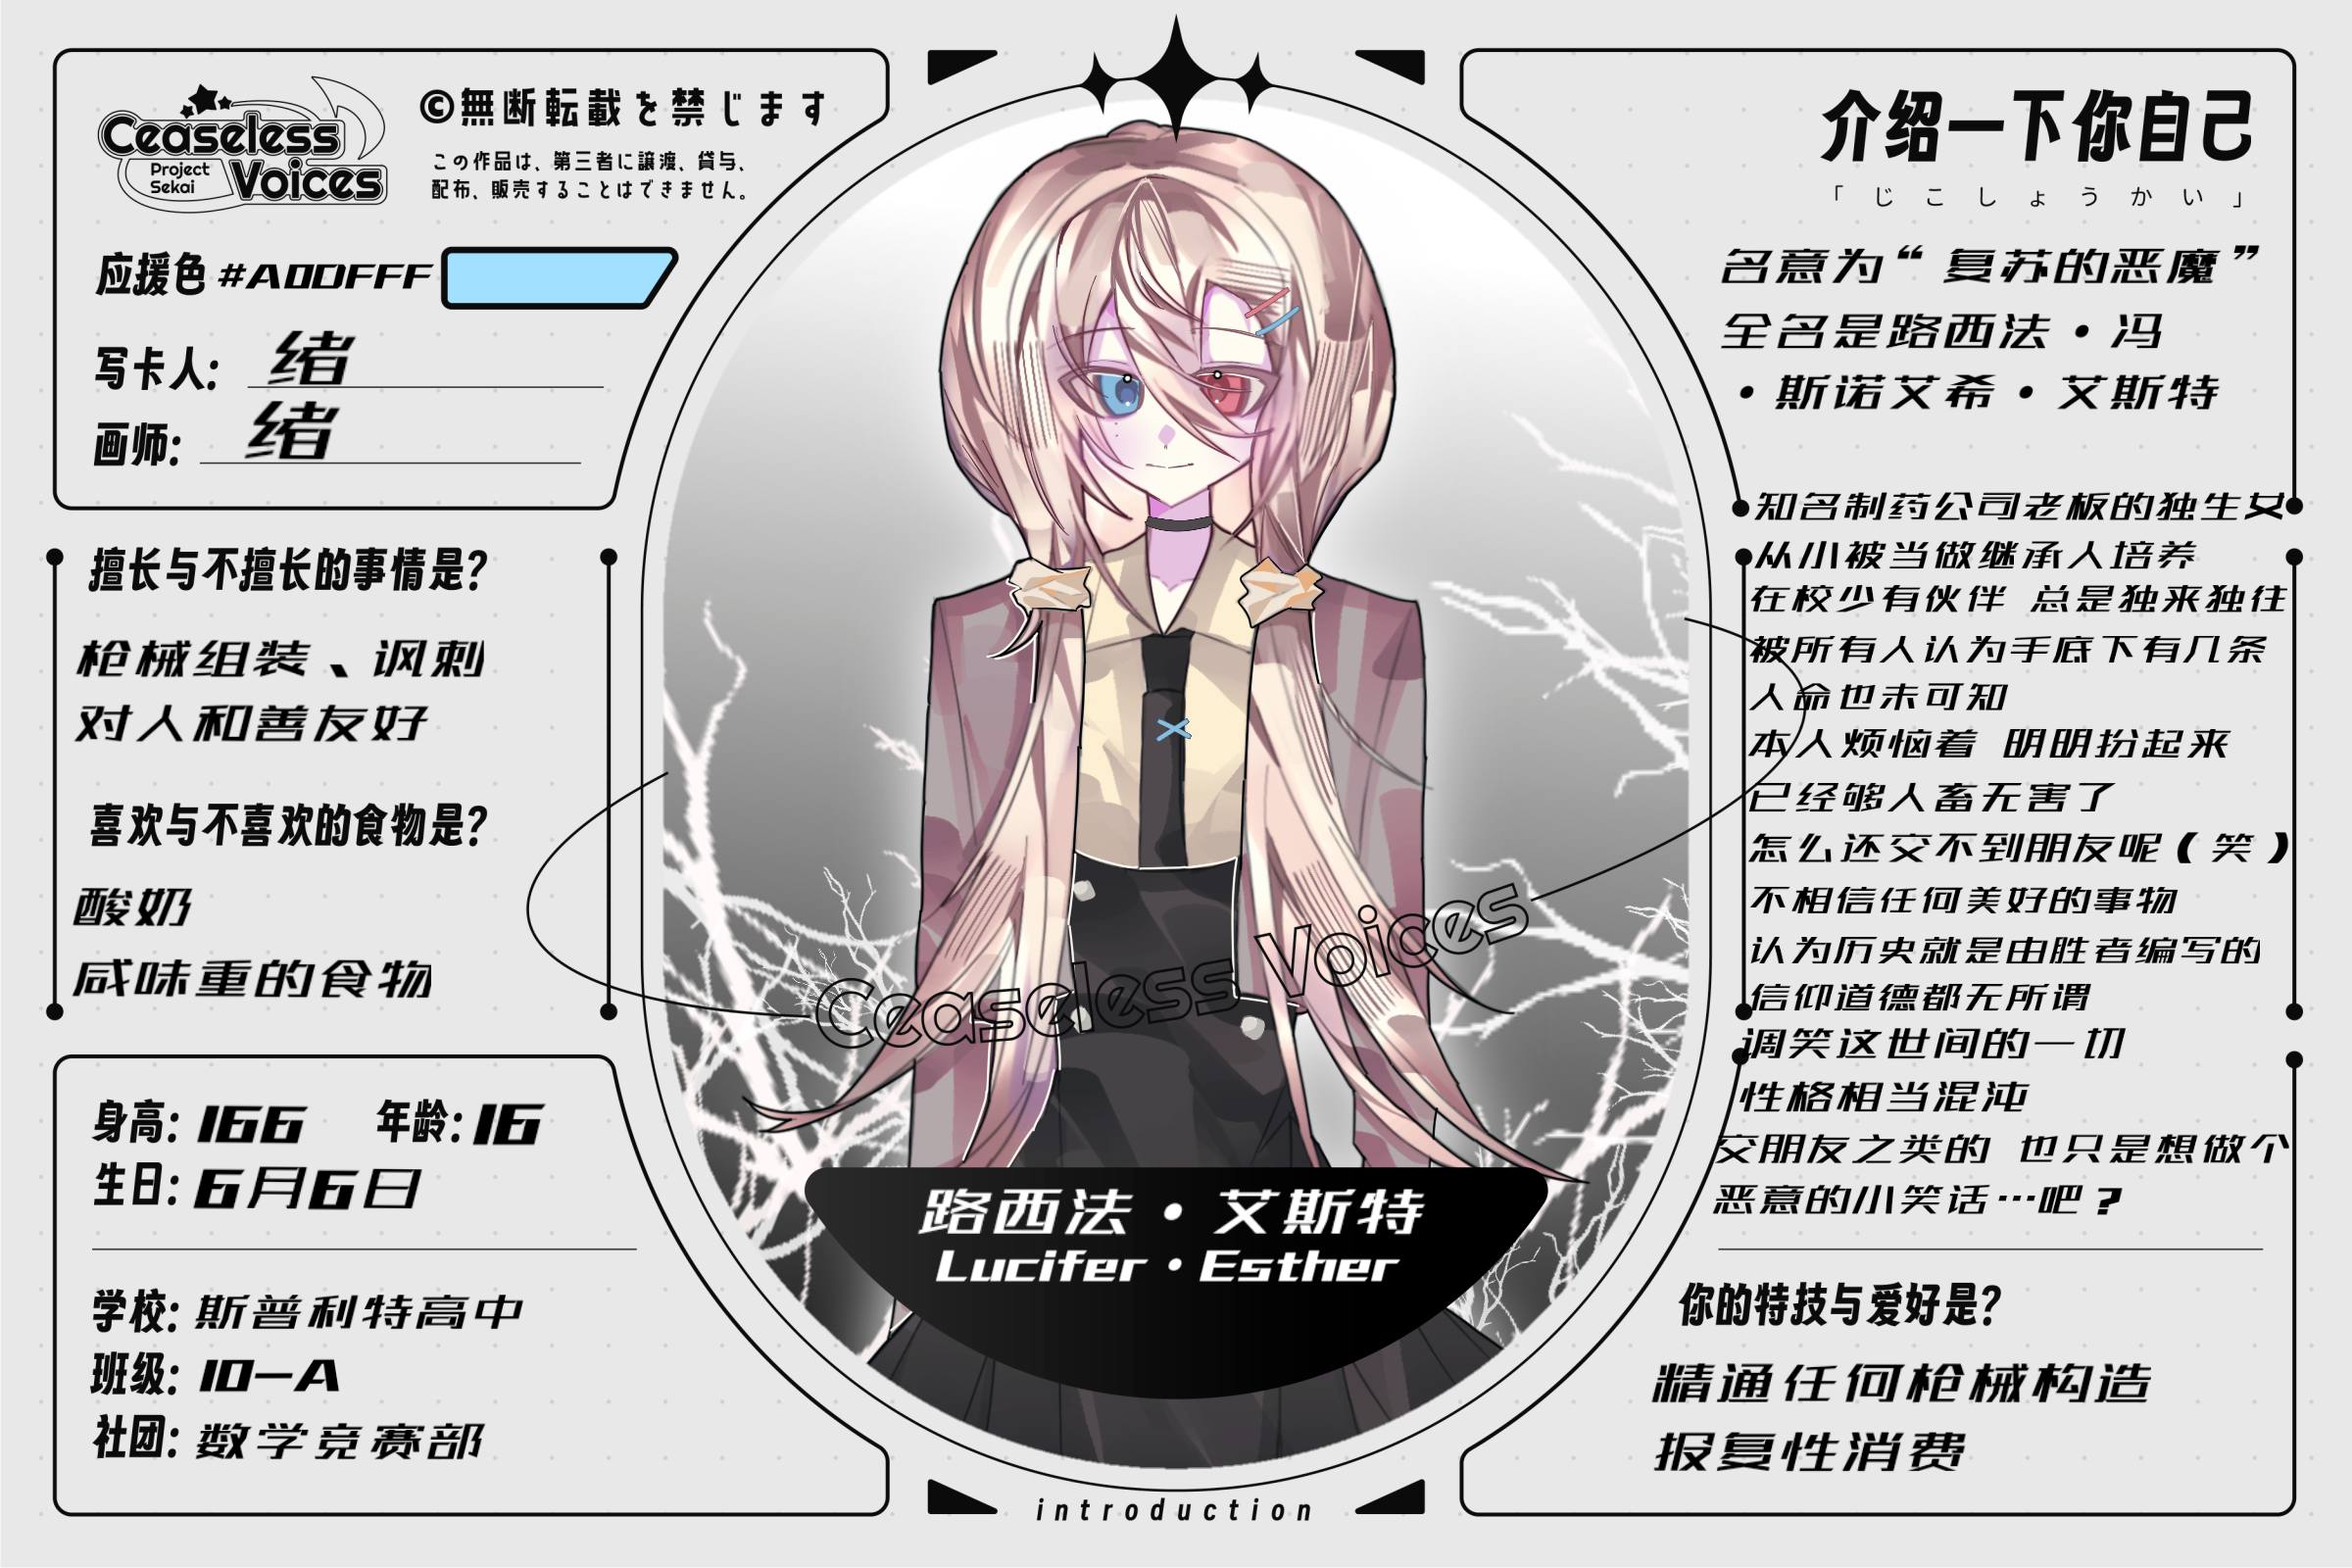 Ceaseless
Project
Sekai
Voices
©無断転載を禁じます
この作品は、第三者に譲渡、貸与、
配布、販売することはできません。
应援色 #A0DFFF
写卡人: 绪
画师: 绪
擅长与不擅长的事情是?
枪械组装、讽刺
对人和善友好
喜欢与不喜欢的食物是?
酸奶
咸味重的食物
身高: 166 年龄: 16
生日: 6月6日
学校: 斯普利特高中
班级: 10-A
社团: 数学竞赛部
Ceaseless Voices
路西法·艾斯特
Lucifer·Esther
introduction
介绍一下你自己
「じこしょうかい」
名意为“复苏的恶魔”
全名是路西法·冯
·斯诺艾希·艾斯特
知名制药公司老板的独生女
从小被当做继承人培养
在校少有伙伴 总是独来独往
被所有人认为手底下有几条
人命也未可知
本人烦恼着 明明扮起来
已经够人畜无害了
怎么还交不到朋友呢(笑)
不相信任何美好的事物
认为历史就是由胜者编写的
信仰道德都无所谓
调笑这世间的一切
性格相当混沌
交朋友之类的 也只是想做个
恶意的小笑话…吧?
你的特技与爱好是?
精通任何枪械构造
报复性消费